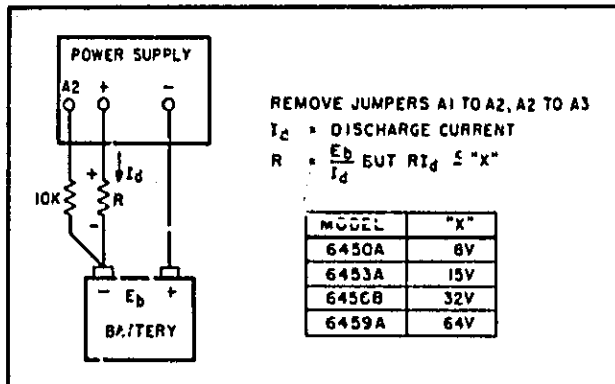 POWER SUPPLY
A2 + -
REMOVE JUMPERS A1 TO A2, A2 TO A3
Id = DISCHARGE CURRENT
R = Eb/Id BUT RId ≤ "X"
+ Id
10K R
-
- Eb +
BATTERY
MODEL "X"
6450A 8V
6453A 15V
6456B 32V
6459A 64V